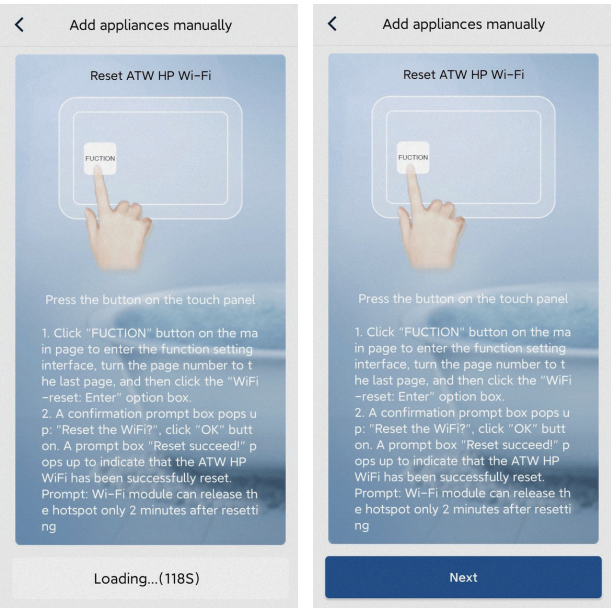 Add appliances manually
Reset ATW HP Wi-Fi
FUCTION
Press the button on the touch panel
1. Click "FUCTION" button on the ma
in page to enter the function setting
interface, turn the page number to t
he last page, and then click the "WiFi
-reset: Enter" option box.
2. A confirmation prompt box pops u
p: "Reset the WiFi?", click "OK" butt
on. A prompt box "Reset succeed!" p
ops up to indicate that the ATW HP
WiFi has been successfully reset.
Prompt: Wi-Fi module can release th
e hotspot only 2 minutes after resetti
ng
Loading...(118S)
Add appliances manually
Reset ATW HP Wi-Fi
FUCTION
Press the button on the touch panel
1. Click "FUCTION" button on the ma
in page to enter the function setting
interface, turn the page number to t
he last page, and then click the "WiFi
-reset: Enter" option box.
2. A confirmation prompt box pops u
p: "Reset the WiFi?", click "OK" butt
on. A prompt box "Reset succeed!" p
ops up to indicate that the ATW HP
WiFi has been successfully reset.
Prompt: Wi-Fi module can release th
e hotspot only 2 minutes after resetti
ng
Next